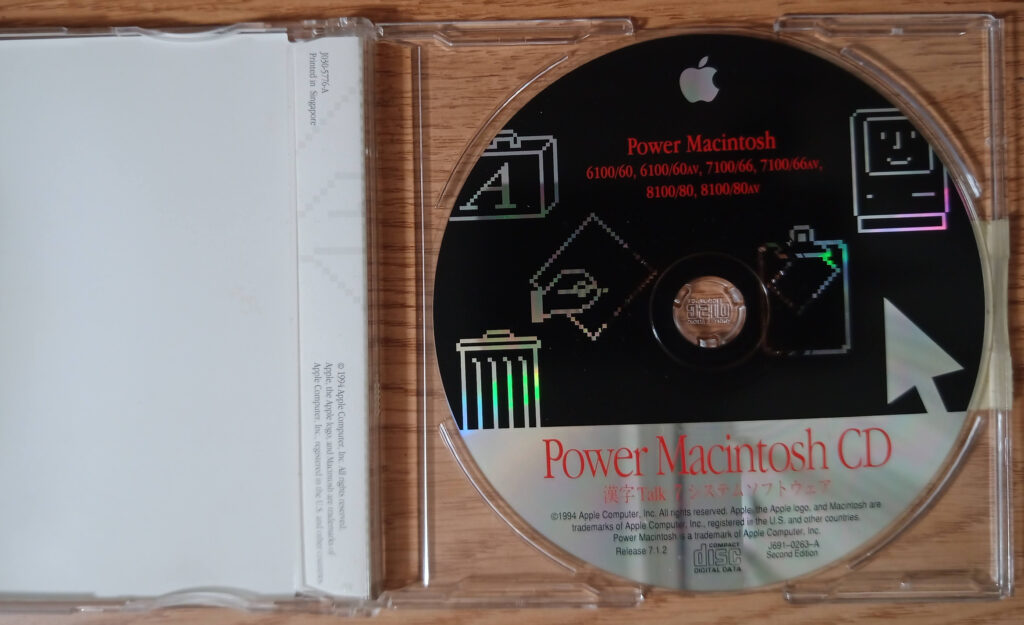 J030-5776-A
Printed in Singapore
© 1994 Apple Computer, Inc. All rights reserved.
Apple, the Apple logo, and Macintosh are trademarks of
Apple Computer, Inc., registered in the U.S. and other countries.
A
Power Macintosh
6100/60, 6100/60AV, 7100/66, 7100/66AV,
8100/80, 8100/80AV
Power Macintosh CD
漢字Talk 7 システムソフトウェア
©1994 Apple Computer, Inc. All rights reserved. Apple, the Apple logo, and Macintosh are
trademarks of Apple Computer, Inc., registered in the U.S. and other countries.
Power Macintosh is a trademark of Apple Computer, Inc.
Release 7.1.2
COMPACT
disc
DIGITAL DATA
J691-0263-A
Second Edition